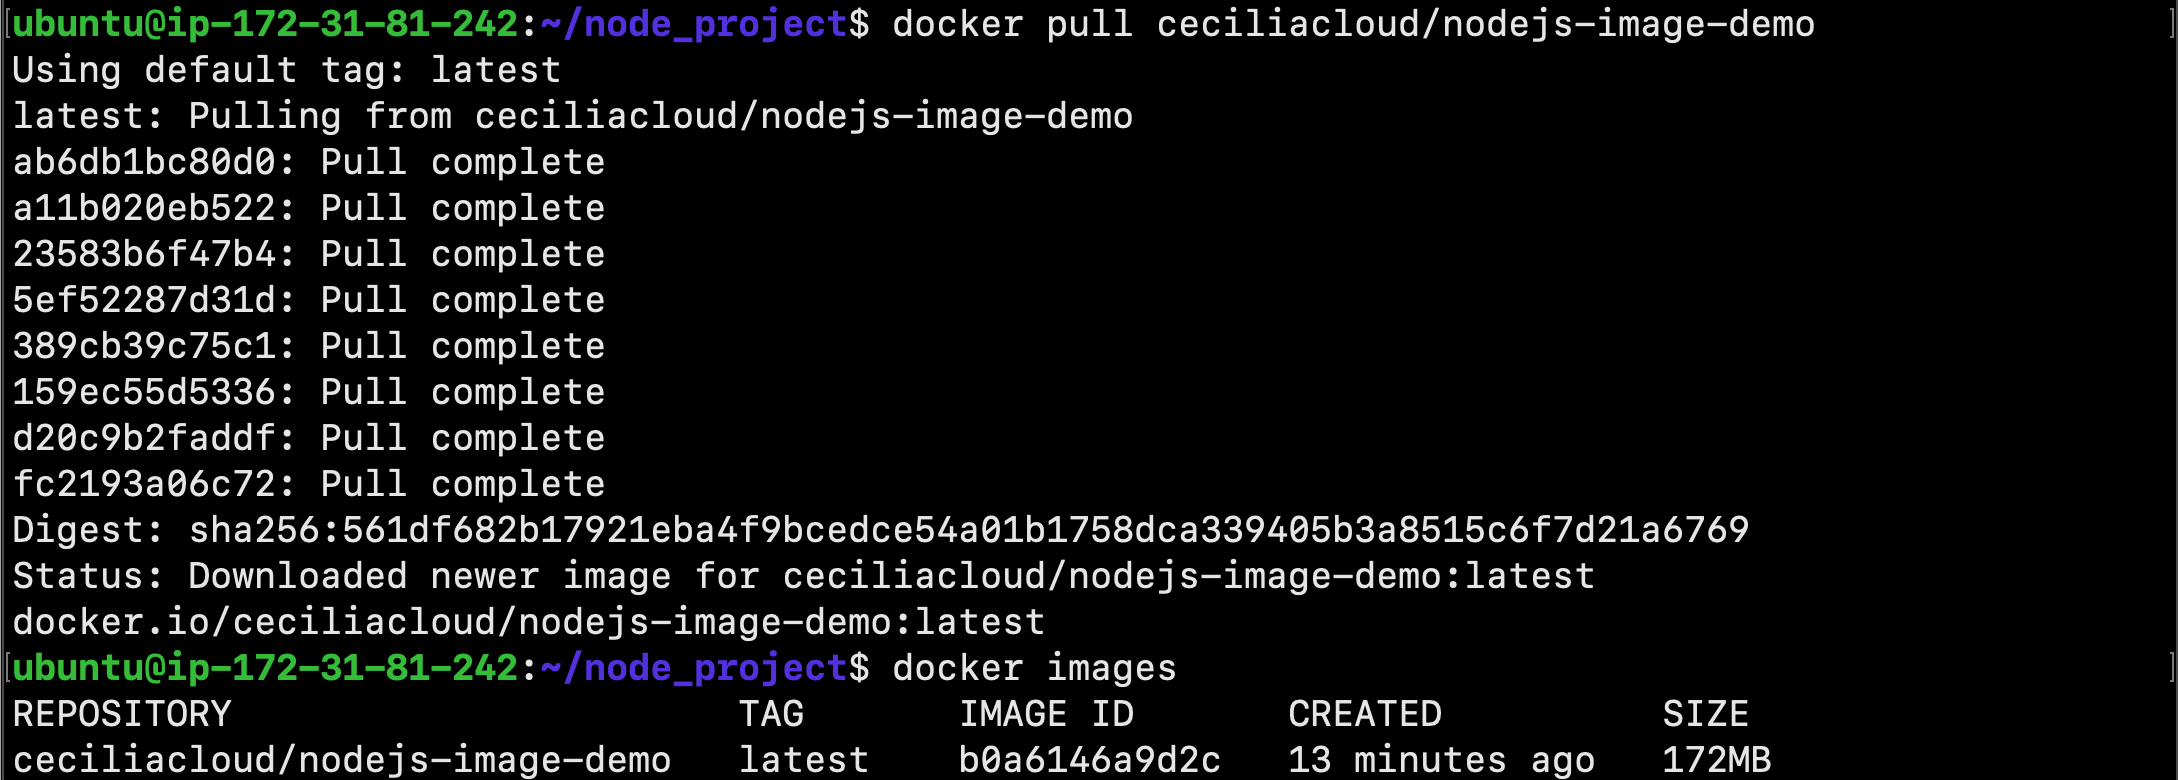 ubuntu@ip-172-31-81-242:~/node_project$ docker pull ceciliacloud/nodejs-image-demo
Using default tag: latest
latest: Pulling from ceciliacloud/nodejs-image-demo
ab6db1bc80d0: Pull complete
a11b020eb522: Pull complete
23583b6f47b4: Pull complete
5ef52287d31d: Pull complete
389cb39c75c1: Pull complete
159ec55d5336: Pull complete
d20c9b2faddf: Pull complete
fc2193a06c72: Pull complete
Digest: sha256:561df682b17921eba4f9bcedce54a01b1758dca339405b3a8515c6f7d21a6769
Status: Downloaded newer image for ceciliacloud/nodejs-image-demo:latest
docker.io/ceciliacloud/nodejs-image-demo:latest
ubuntu@ip-172-31-81-242:~/node_project$ docker images
REPOSITORY TAG IMAGE ID CREATED SIZE
ceciliacloud/nodejs-image-demo latest b0a6146a9d2c 13 minutes ago 172MB